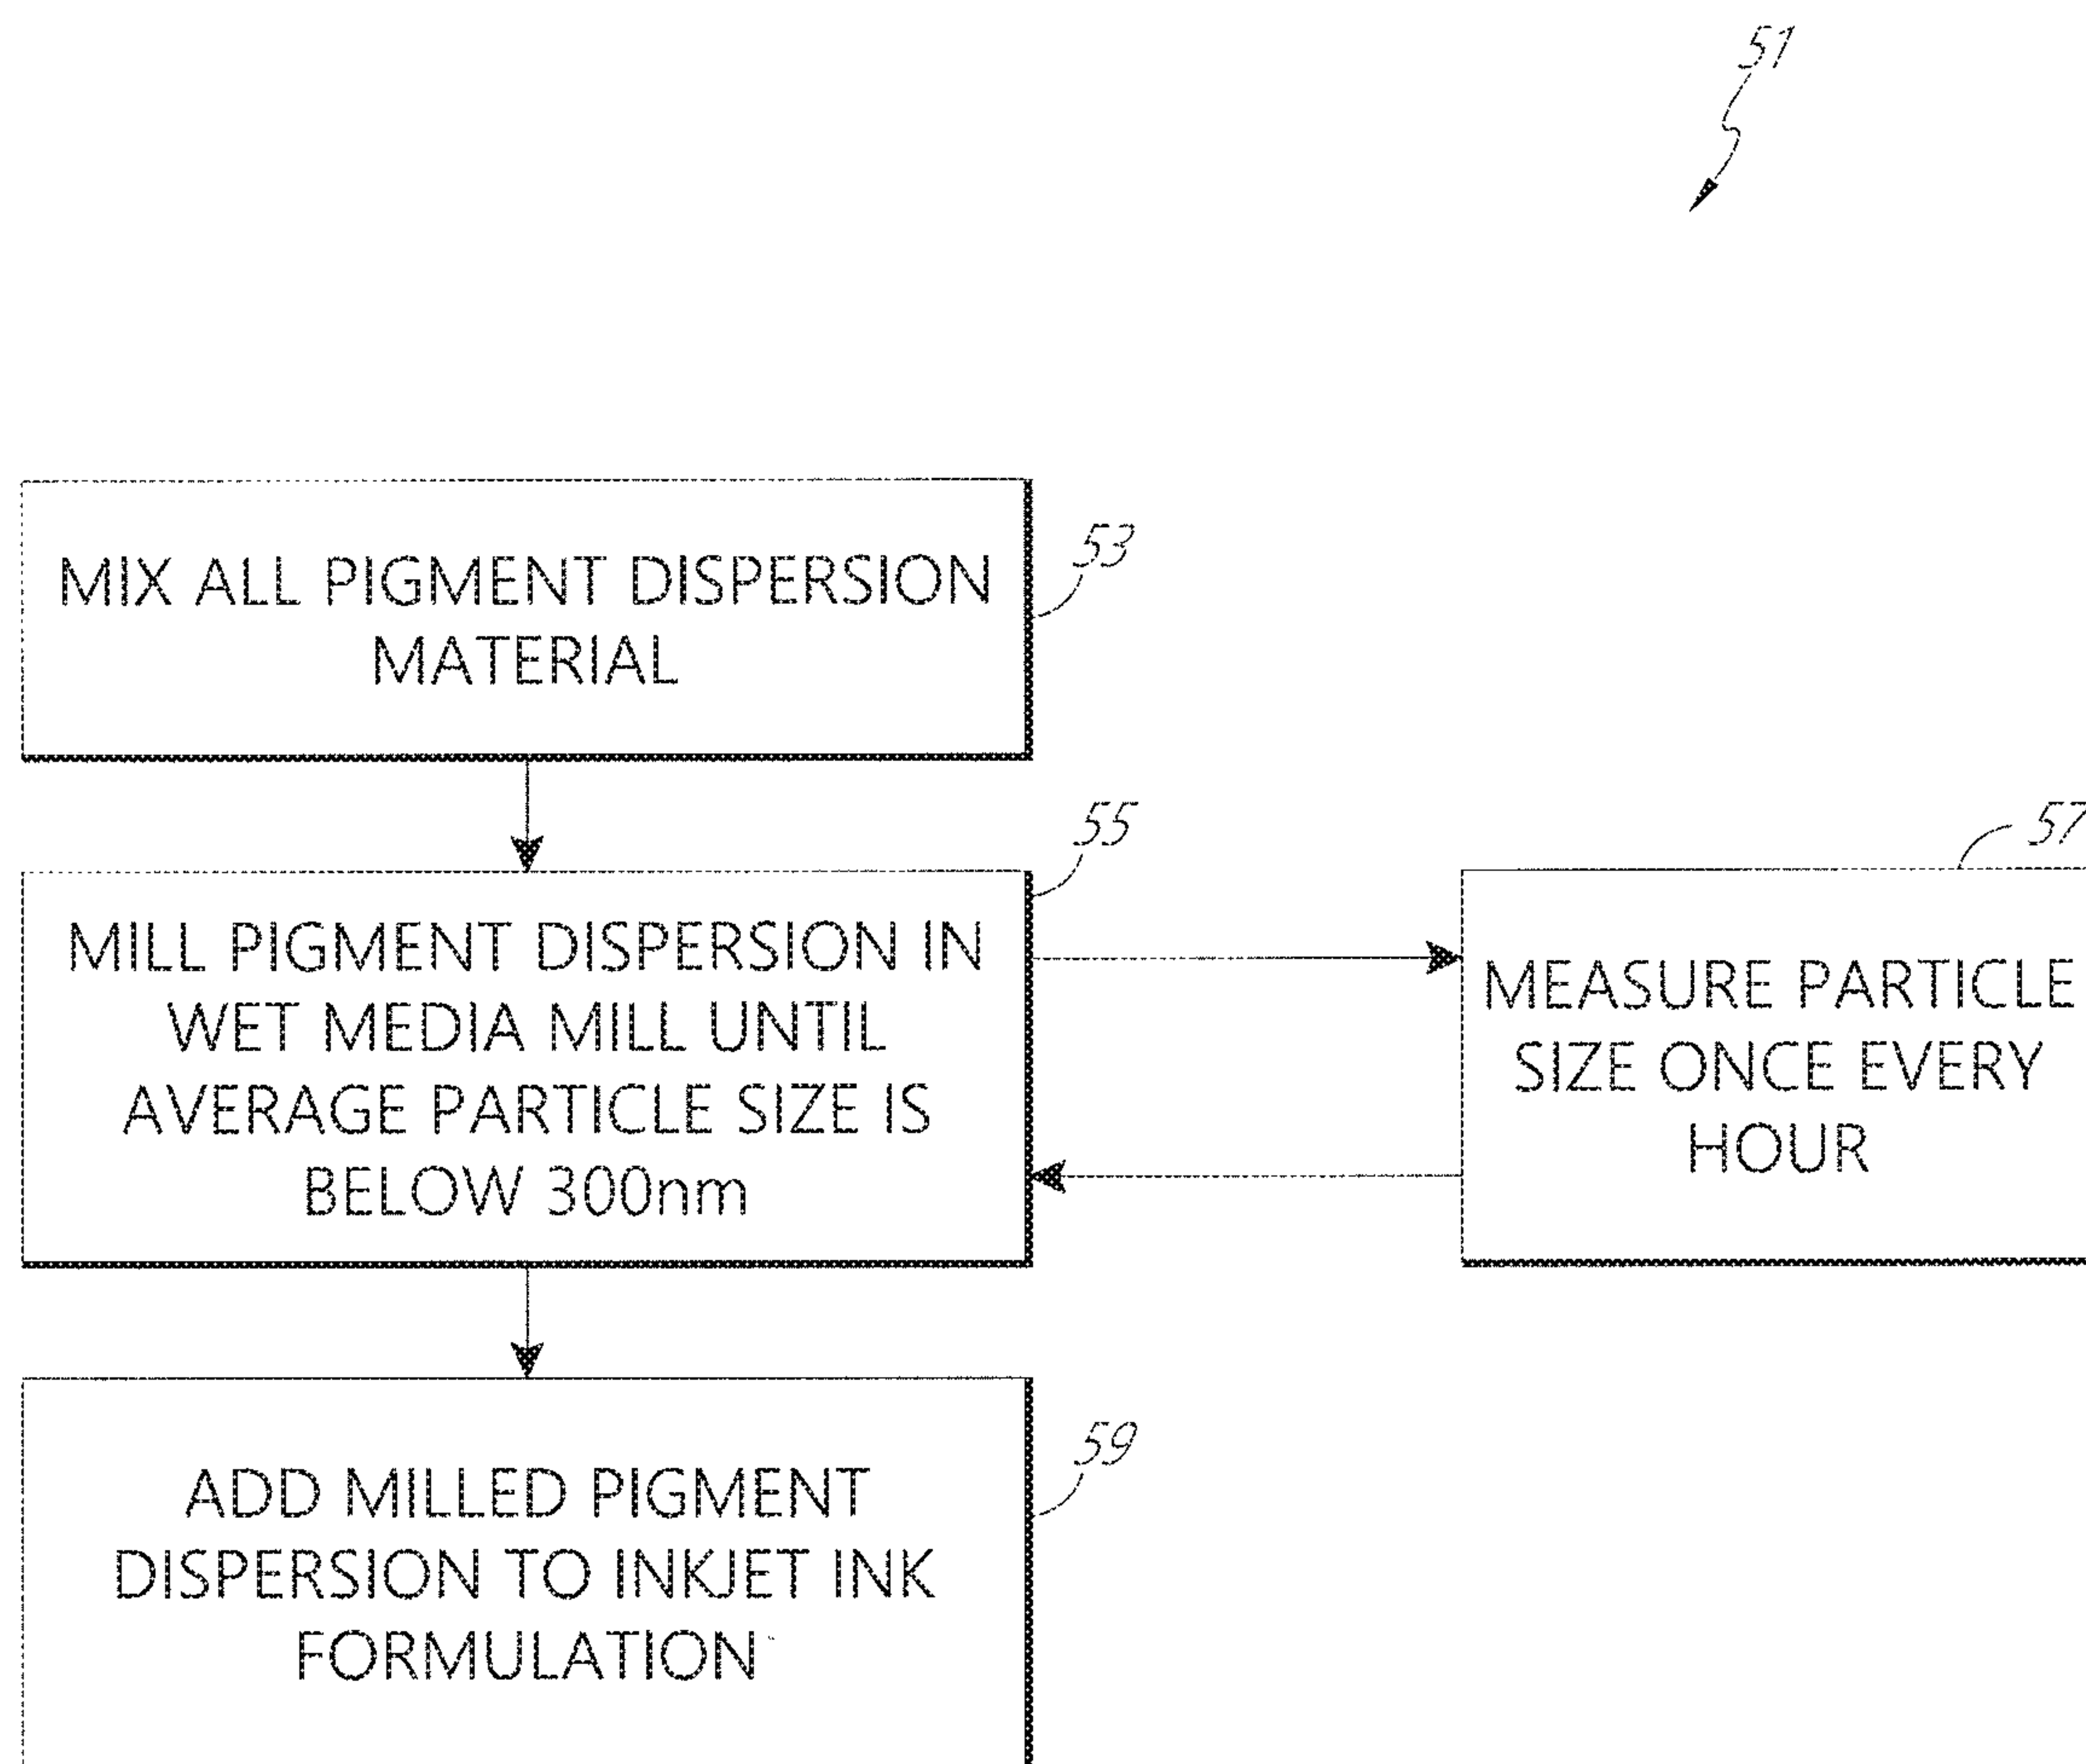 51
MIX ALL PIGMENT DISPERSION
MATERIAL
53
MILL PIGMENT DISPERSION IN
WET MEDIA MILL UNTIL
AVERAGE PARTICLE SIZE IS
BELOW 300nm
55
MEASURE PARTICLE
SIZE ONCE EVERY
HOUR
57
ADD MILLED PIGMENT
DISPERSION TO INKJET INK
FORMULATION
59